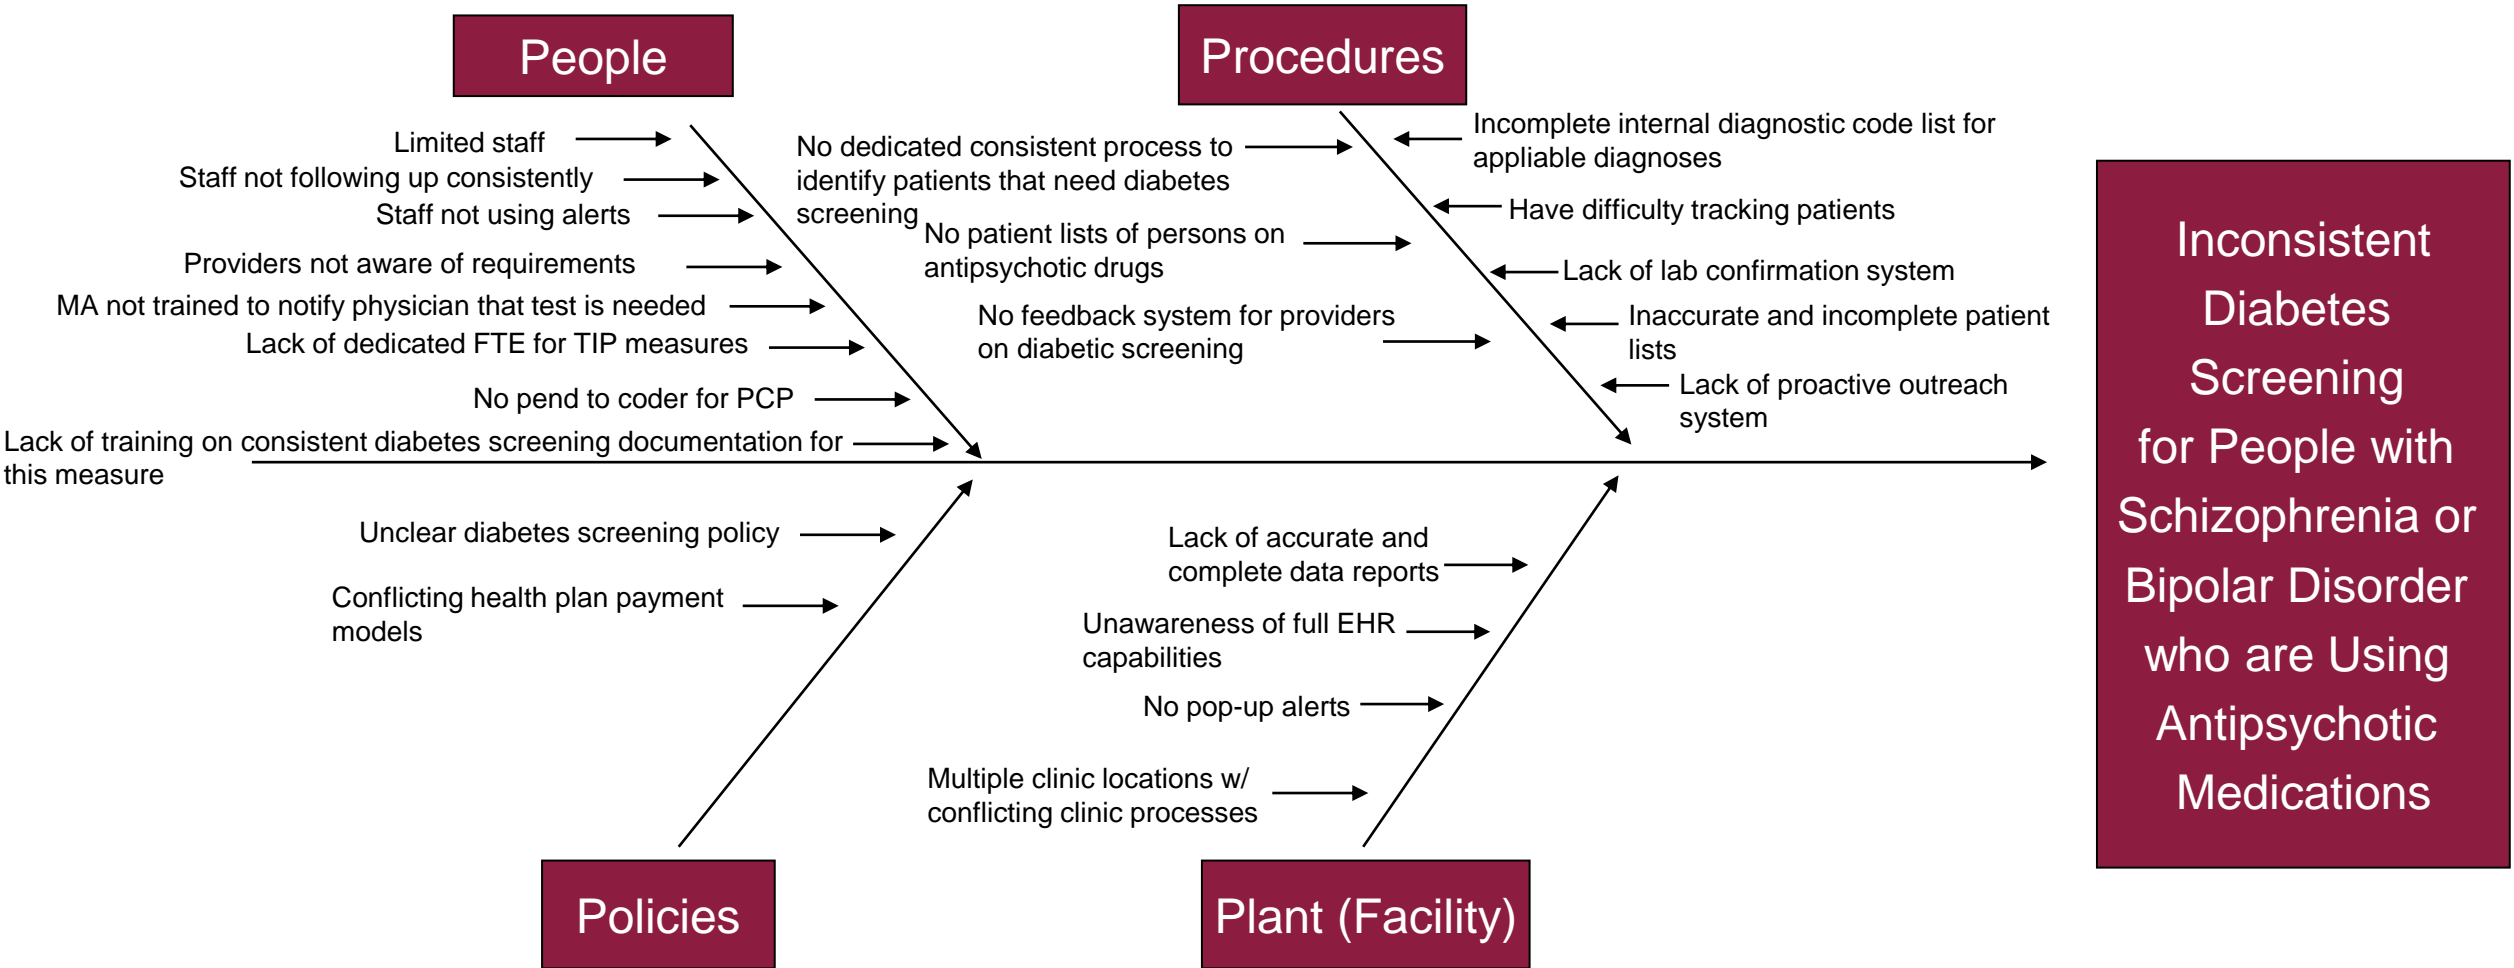 People
Procedures
Limited staff
Staff not following up consistently
Staff not using alerts
Providers not aware of requirements
MA not trained to notify physician that test is needed
Lack of dedicated FTE for TIP measures
No pend to coder for PCP
Lack of training on consistent diabetes screening documentation for
this measure
No dedicated consistent process to
identify patients that need diabetes
screening
No patient lists of persons on
antipsychotic drugs
No feedback system for providers
on diabetic screening
Incomplete internal diagnostic code list for
appliable diagnoses
Have difficulty tracking patients
Lack of lab confirmation system
Inaccurate and incomplete patient
lists
Lack of proactive outreach
system
Inconsistent
Diabetes
Screening
for People with
Schizophrenia or
Bipolar Disorder
who are Using
Antipsychotic
Medications
Unclear diabetes screening policy
Conflicting health plan payment
models
Lack of accurate and
complete data reports
Unawareness of full EHR
capabilities
No pop-up alerts
Multiple clinic locations w/
conflicting clinic processes
Policies
Plant (Facility)